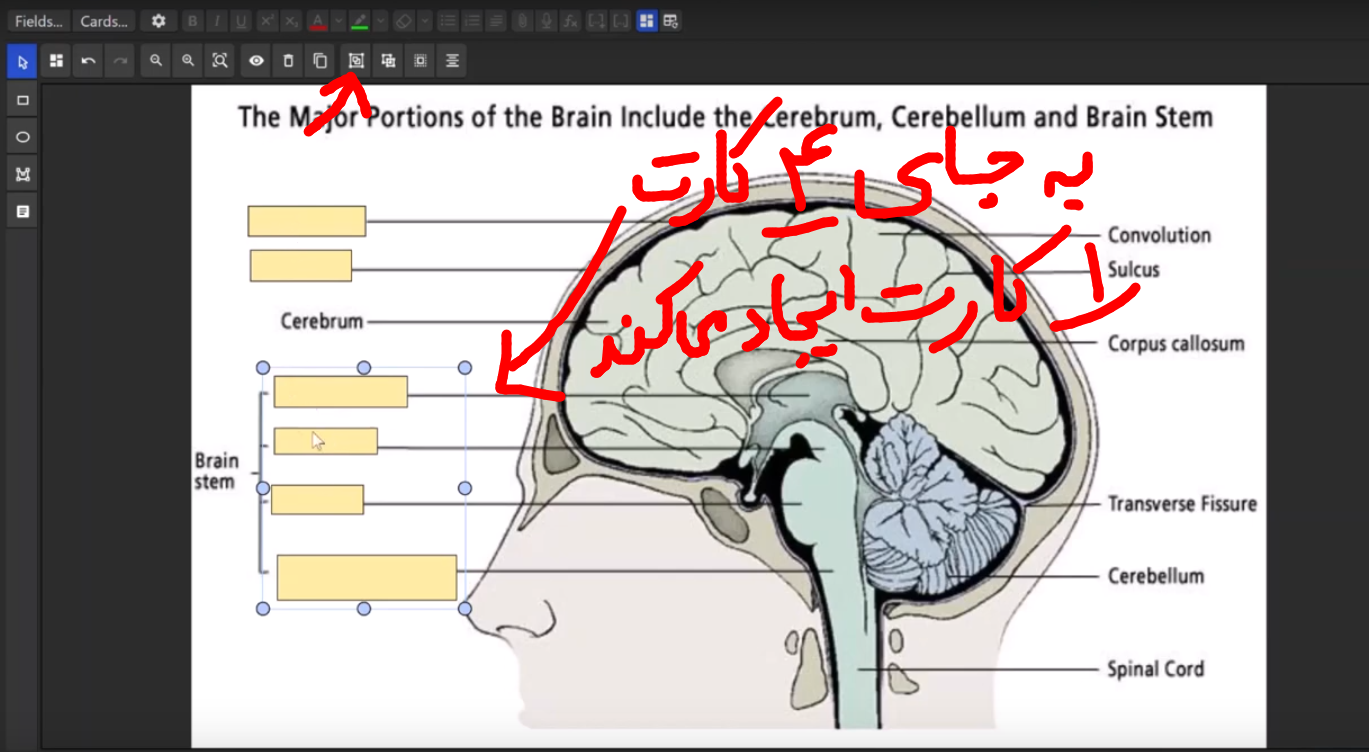 Fields... Cards...
The Major Portions of the Brain Include the Cerebrum, Cerebellum and Brain Stem
به جای ۴ کارت
۱ کارت ایجاد می کند
Convolution
Sulcus
Cerebrum
Corpus callosum
Brain
stem
Transverse Fissure
Cerebellum
Spinal Cord